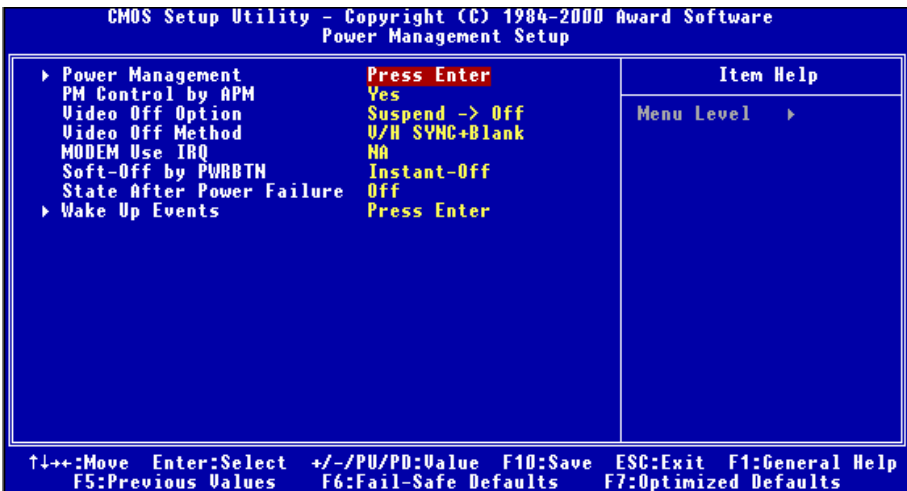 CMOS Setup Utility - Copyright (C) 1984-2000 Award Software
Power Management Setup
▸ Power Management Press Enter
PM Control by APM Yes
Video Off Option Suspend -> Off
Video Off Method V/H SYNC+Blank
MODEM Use IRQ NA
Soft-Off by PWRBTN Instant-Off
State After Power Failure Off
▸ Wake Up Events Press Enter
Item Help
Menu Level ▸
↑↓→←:Move Enter:Select +/-/PU/PD:Value F10:Save ESC:Exit F1:General Help
F5:Previous Values F6:Fail-Safe Defaults F7:Optimized Defaults